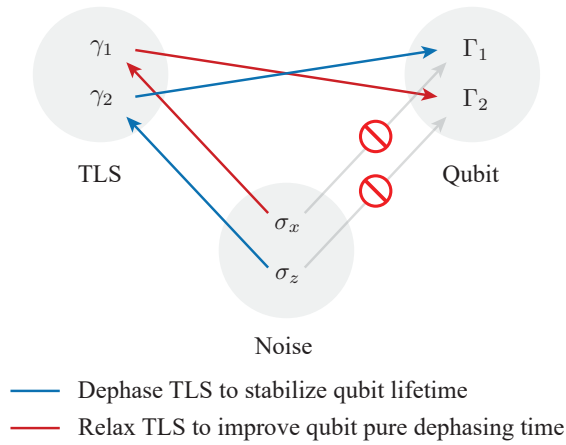 γ₁ Γ₁
γ₂ Γ₂
TLS Qubit
σₓ
σ_z
Noise
Dephase TLS to stabilize qubit lifetime
Relax TLS to improve qubit pure dephasing time